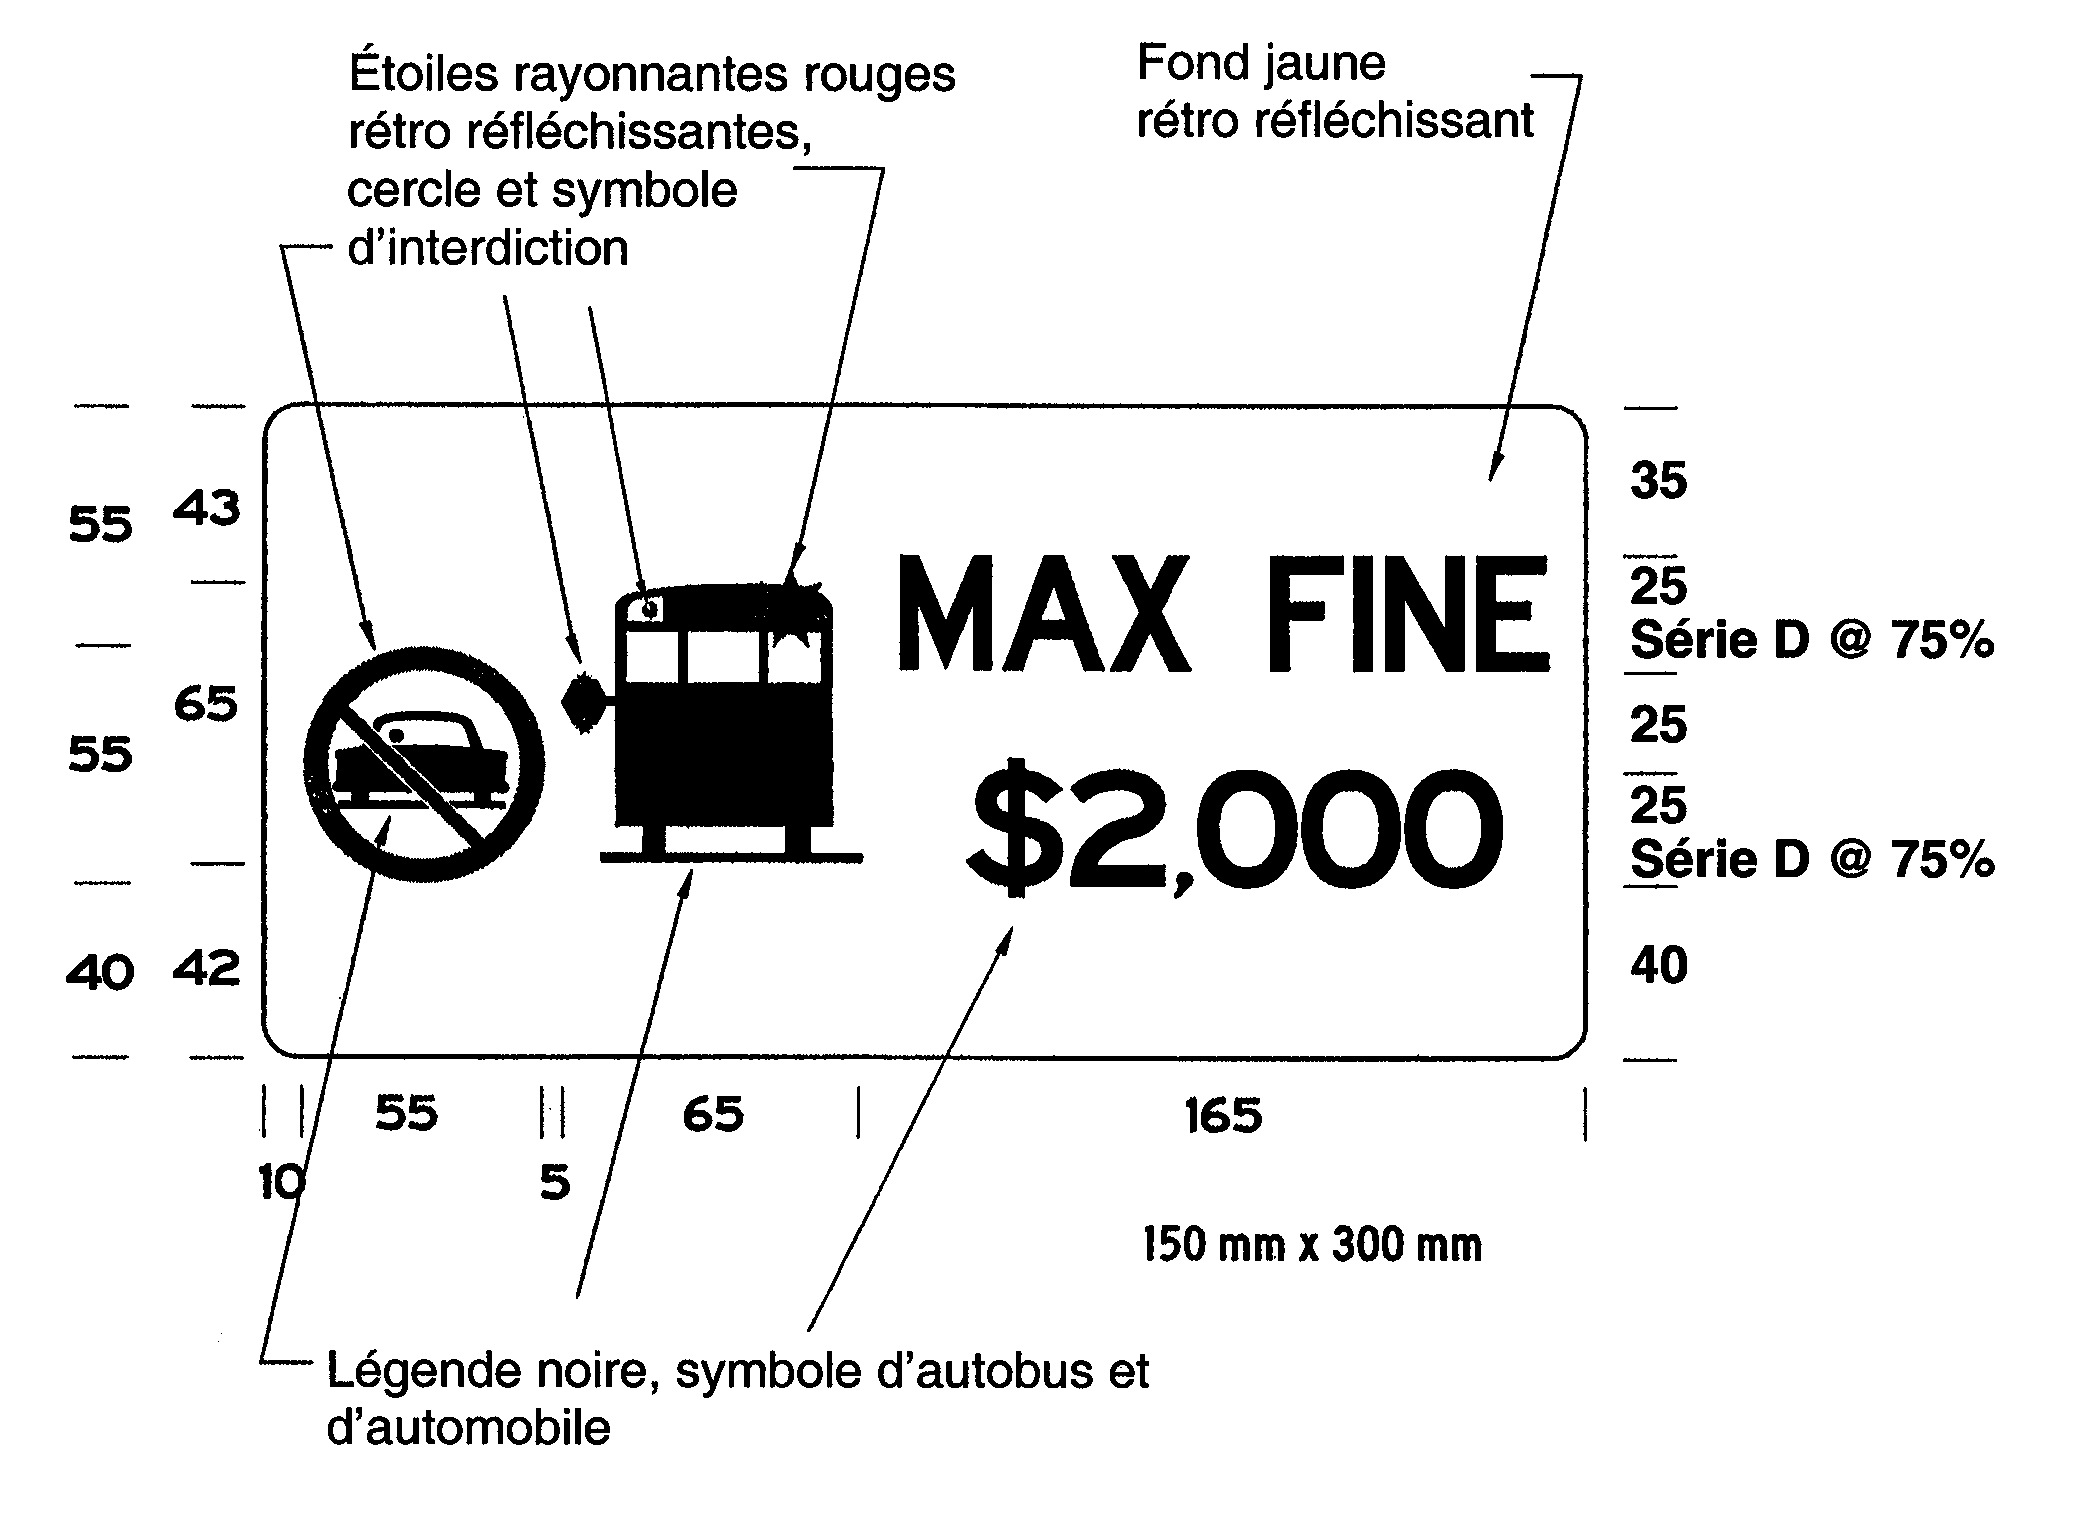 Étoiles rayonnantes rouges
rétro réfléchissantes,
cercle et symbole
d'interdiction
Fond jaune
rétro réfléchissant
55
43
65
55
40
42
MAX FINE
$2,000
35
25
Série D @ 75%
25
25
Série D @ 75%
40
55
65
165
10
5
150 mm x 300 mm
Légende noire, symbole d'autobus et
d'automobile